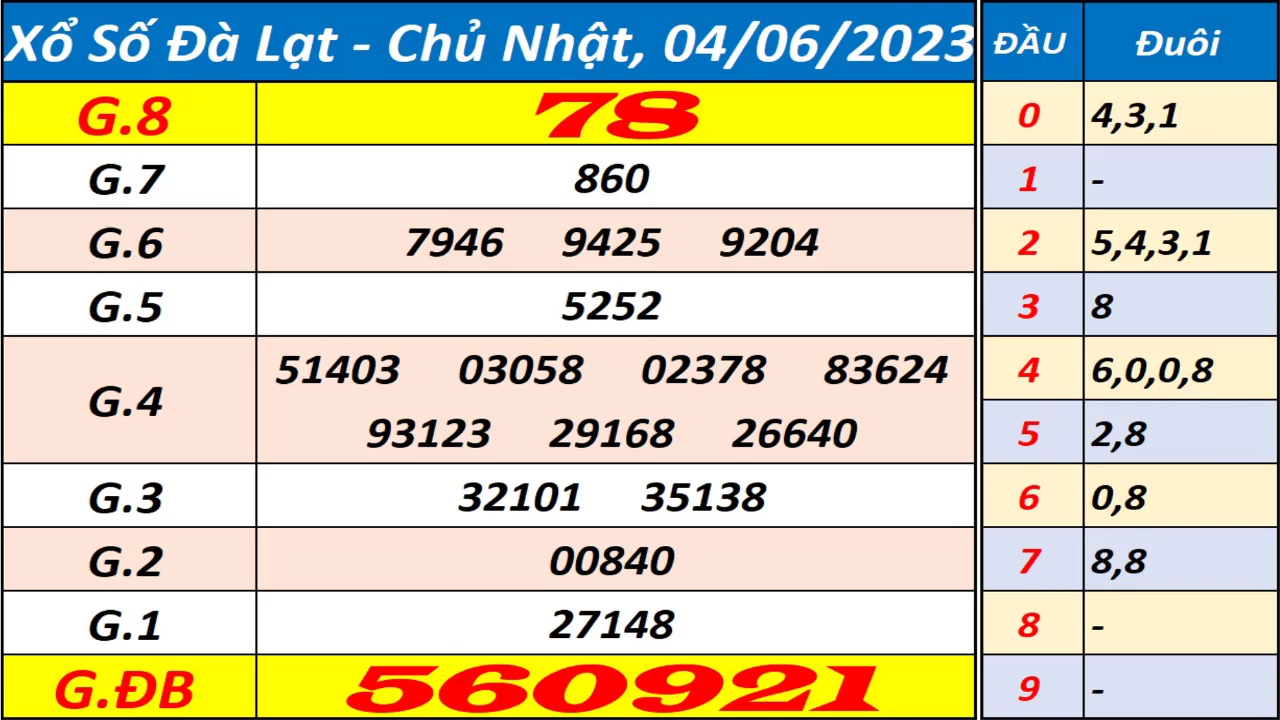 Xổ Số Đà Lạt - Chủ Nhật, 04/06/2023 ĐẦU Đuôi
G.8 78 0 4,3,1
G.7 860 1 -
G.6 7946 9425 9204 2 5,4,3,1
G.5 5252 3 8
G.4 51403 03058 02378 83624 4 6,0,0,8
93123 29168 26640 5 2,8
G.3 32101 35138 6 0,8
G.2 00840 7 8,8
G.1 27148 8 -
G.ĐB 560921 9 -